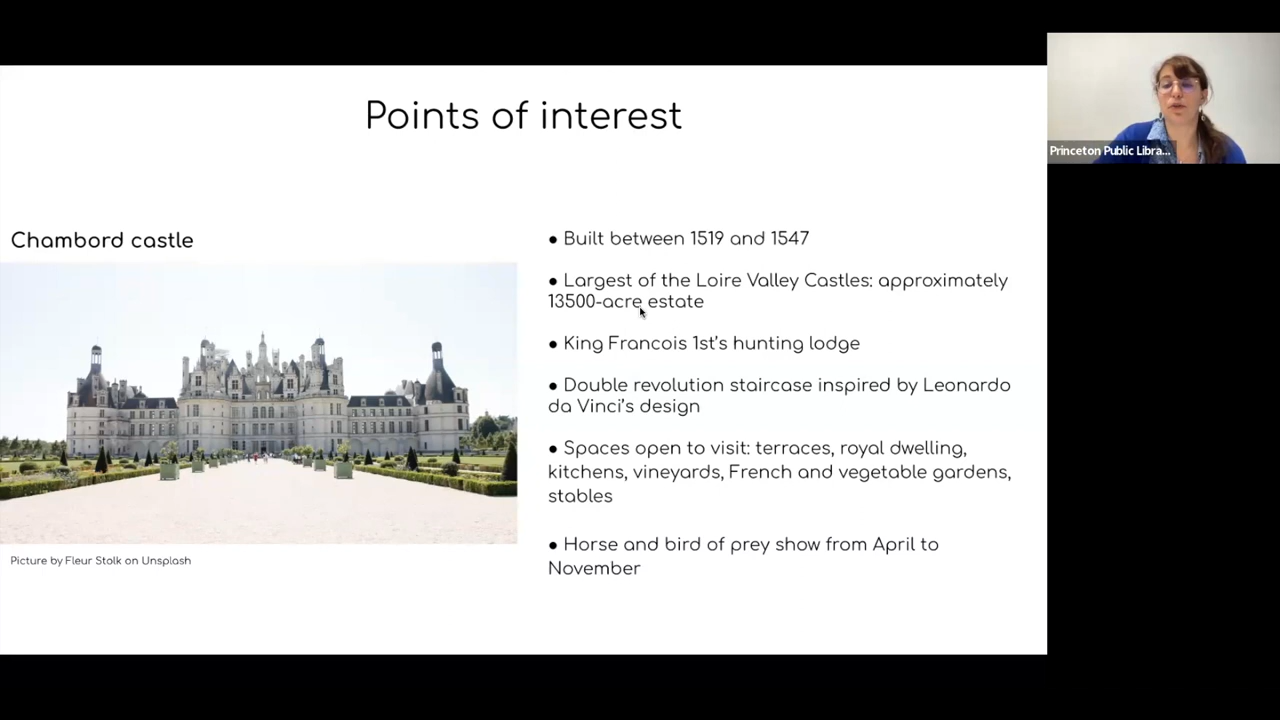 Points of interest
Chambord castle
● Built between 1519 and 1547
● Largest of the Loire Valley Castles: approximately
13500-acre estate
● King Francois 1st's hunting lodge
● Double revolution staircase inspired by Leonardo
da Vinci's design
● Spaces open to visit: terraces, royal dwelling,
kitchens, vineyards, French and vegetable gardens,
stables
● Horse and bird of prey show from April to
November
Picture by Fleur Stolk on Unsplash
Princeton Public Libra...